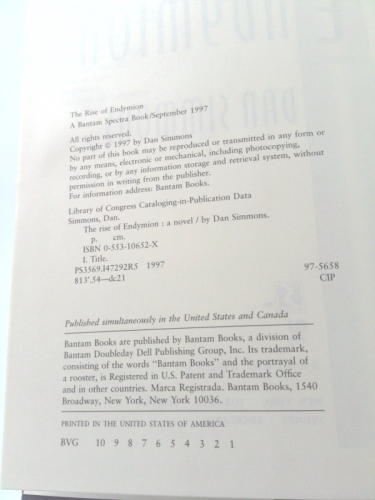 The Rise of Endymion
A Bantam Spectra Book/September 1997
All rights reserved.
Copyright © 1997 by Dan Simmons
No part of this book may be reproduced or transmitted in any form or
by any means, electronic or mechanical, including photocopying,
recording, or by any information storage and retrieval system, without
permission in writing from the publisher.
For information address: Bantam Books.
Library of Congress Cataloging-in-Publication Data
Simmons, Dan.
The rise of Endymion : a novel / by Dan Simmons.
p. cm.
ISBN 0-553-10652-X
I. Title.
PS3569.I47292R5 1997
813'.54—dc21 97-5658
CIP
Published simultaneously in the United States and Canada
Bantam Books are published by Bantam Books, a division of
Bantam Doubleday Dell Publishing Group, Inc. Its trademark,
consisting of the words "Bantam Books" and the portrayal of
a rooster, is Registered in U.S. Patent and Trademark Office
and in other countries. Marca Registrada. Bantam Books, 1540
Broadway, New York, New York 10036.
PRINTED IN THE UNITED STATES OF AMERICA
BVG 10 9 8 7 6 5 4 3 2 1